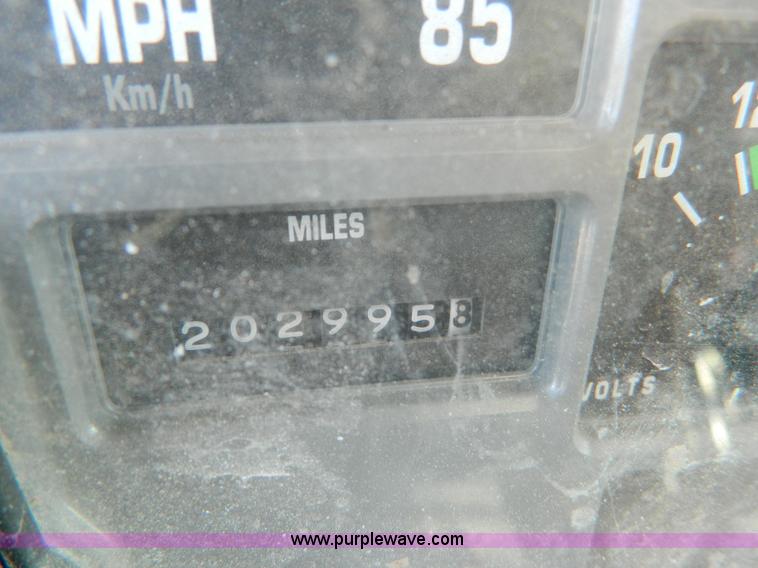 MPH 85
Km/h
10
MILES
2029958
VOLTS
www.purplewave.com